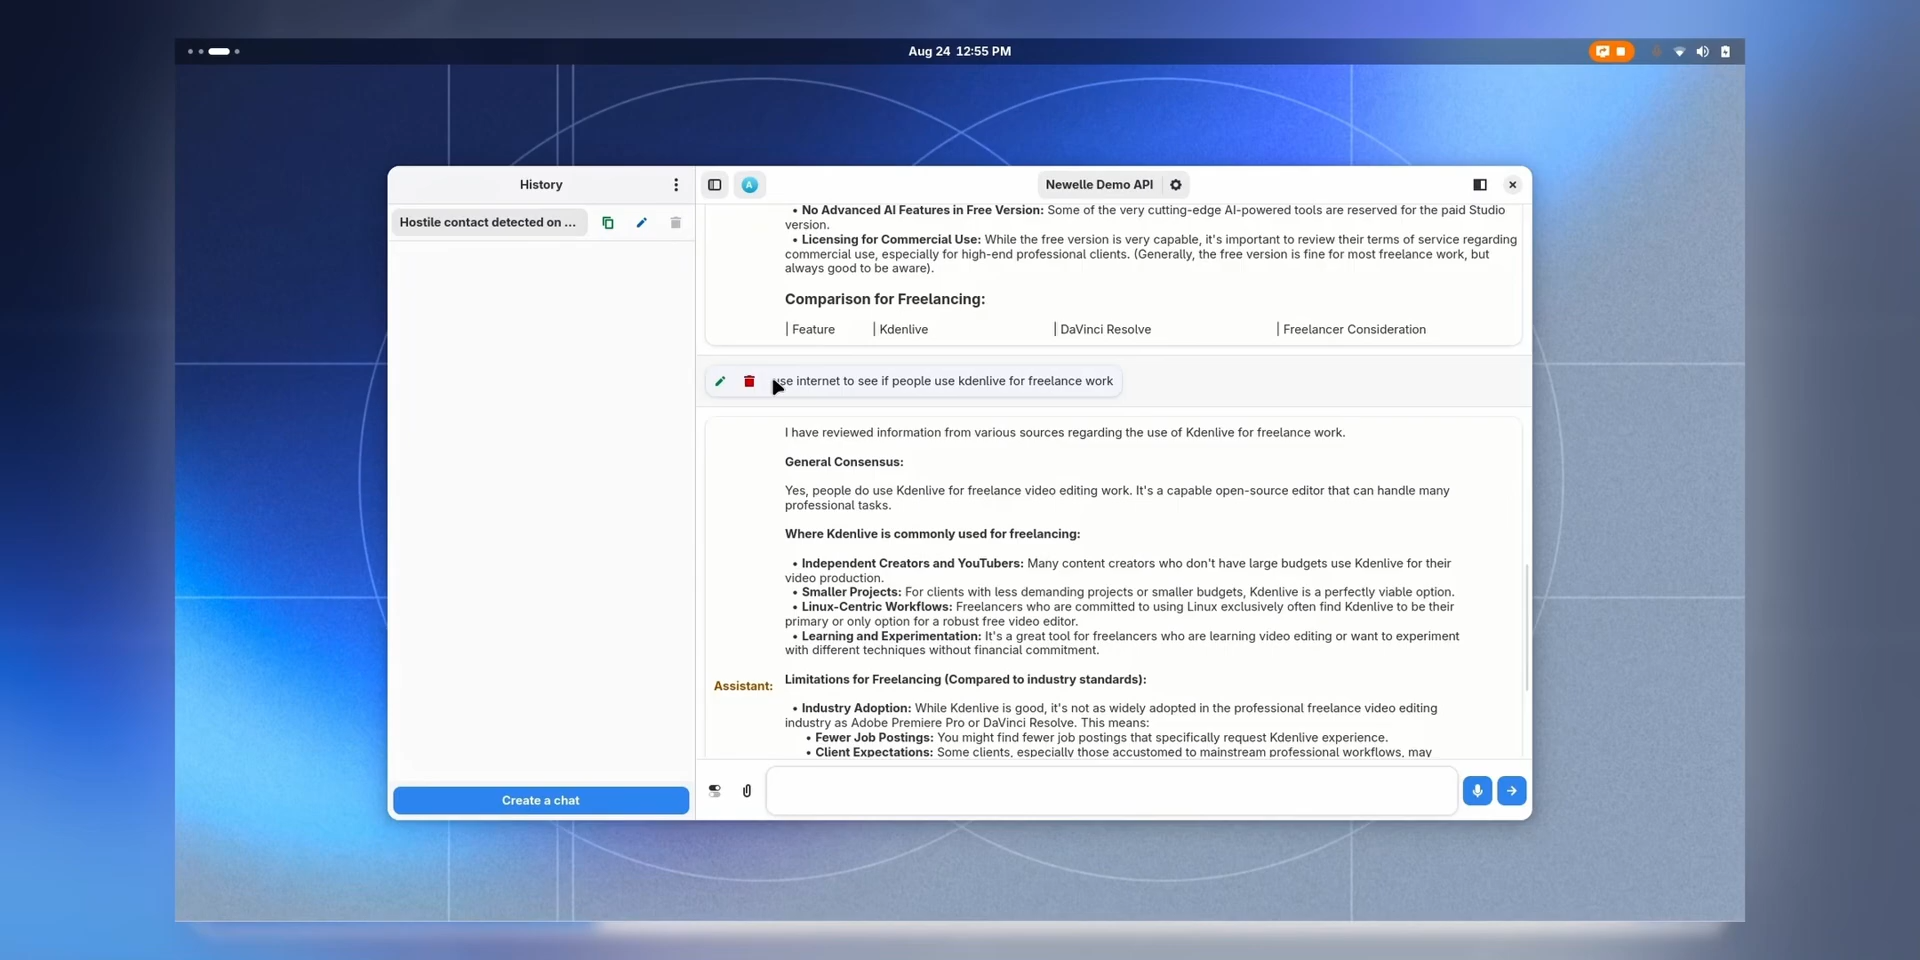 Aug 24 12:55 PM
History
Hostile contact detected on ...
Create a chat
A
Newelle Demo API
• No Advanced AI Features in Free Version: Some of the very cutting-edge AI-powered tools are reserved for the paid Studio
version.
• Licensing for Commercial Use: While the free version is very capable, it's important to review their terms of service regarding
commercial use, especially for high-end professional clients. (Generally, the free version is fine for most freelance work, but
always good to be aware).
Comparison for Freelancing:
| Feature | Kdenlive | DaVinci Resolve | Freelancer Consideration
use internet to see if people use kdenlive for freelance work
I have reviewed information from various sources regarding the use of Kdenlive for freelance work.
General Consensus:
Yes, people do use Kdenlive for freelance video editing work. It's a capable open-source editor that can handle many
professional tasks.
Where Kdenlive is commonly used for freelancing:
• Independent Creators and YouTubers: Many content creators who don't have large budgets use Kdenlive for their
video production.
• Smaller Projects: For clients with less demanding projects or smaller budgets, Kdenlive is a perfectly viable option.
• Linux-Centric Workflows: Freelancers who are committed to using Linux exclusively often find Kdenlive to be their
primary or only option for a robust free video editor.
• Learning and Experimentation: It's a great tool for freelancers who are learning video editing or want to experiment
with different techniques without financial commitment.
Assistant:
Limitations for Freelancing (Compared to industry standards):
• Industry Adoption: While Kdenlive is good, it's not as widely adopted in the professional freelance video editing
industry as Adobe Premiere Pro or DaVinci Resolve. This means:
• Fewer Job Postings: You might find fewer job postings that specifically request Kdenlive experience.
• Client Expectations: Some clients, especially those accustomed to mainstream professional workflows, may